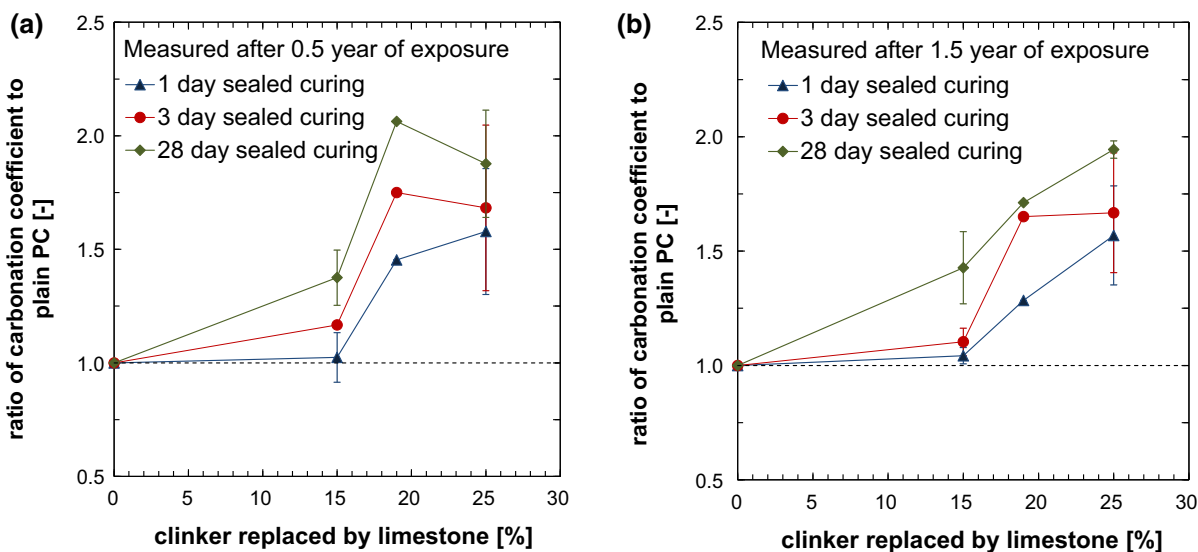 (a)
2.5
2.0
1.5
1.0
0.5
ratio of carbonation coefficient to
plain PC [-]
Measured after 0.5 year of exposure
1 day sealed curing
3 day sealed curing
28 day sealed curing
0 5 10 15 20 25 30
clinker replaced by limestone [%]
(b)
2.5
2.0
1.5
1.0
0.5
ratio of carbonation coefficient to
plain PC [-]
Measured after 1.5 year of exposure
1 day sealed curing
3 day sealed curing
28 day sealed curing
0 5 10 15 20 25 30
clinker replaced by limestone [%]